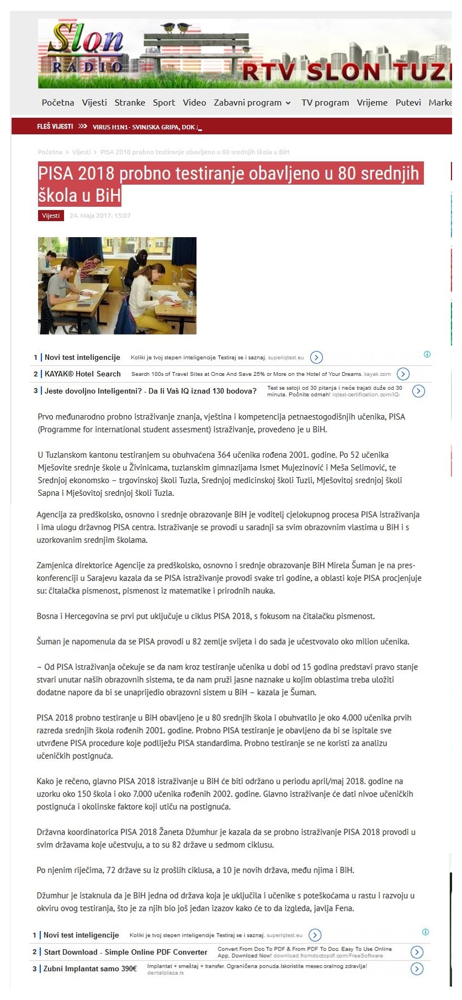 Slon
RADIO
RTV SLON TUZ
Početna Vijesti Stranke Sport Video Zabavni program TV program Vrijeme Putevi Marke
FLEŠ VIJESTI VIRUS H1N1- SVINJSKA GRIPA, DOK J_
Početna > Vijesti > PISA 2018 probno testiranje obavljeno u 80 srednjih škola u BiH
PISA 2018 probno testiranje obavljeno u 80 srednjih
škola u BiH
Vijesti 24. Maja 2017. 15:07
1 Novi test inteligencije Koliki je tvoj stepen inteligencije Testiraj se i saznaj. superiqtest.eu
2 KAYAK® Hotel Search Search 100s of Travel Sites at Once And Save 25% or More on the Hotel of Your Dreams. kayak.com
3 Jeste dovoljno Inteligentni? - Da li Vaš IQ iznad 130 bodova? Test se satoji od 30 pitanja i neće trajati duže od 30
minuta. Počnite odmah! iqtest-certification.com/IQ-
Prvo međunarodno probno istraživanje znanja, vještina i kompetencija petnaestogodišnjih učenika, PISA
(Programme for international student assesment) istraživanje, provedeno je u BiH.
U Tuzlanskom kantonu testiranjem su obuhvaćena 364 učenika rođena 2001. godine. Po 52 učenika
Mješovite srednje škole u Živinicama, tuzlanskim gimnazijama Ismet Mujezinović i Meša Selimović, te
Srednjoj ekonomsko – trgovinskoj školi Tuzla, Srednjoj medicinskoj školi Tuzli, Mješovitoj srednjoj školi
Sapna i Mješovitoj srednjoj školi Tuzla.
Agencija za predškolsko, osnovno i srednje obrazovanje BiH je voditelj cjelokupnog procesa PISA istraživanja
i ima ulogu državnog PISA centra. Istraživanje se provodi u saradnji sa svim obrazovnim vlastima u BiH i s
uzorkovanim srednjim školama.
Zamjenica direktorice Agencije za predškolsko, osnovno i srednje obrazovanje BiH Mirela Šuman je na pres-
konferenciji u Sarajevu kazala da se PISA istraživanje provodi svake tri godine, a oblasti koje PISA procjenjuje
su: čitalačka pismenost, pismenost iz matematike i prirodnih nauka.
Bosna i Hercegovina se prvi put uključuje u ciklus PISA 2018, s fokusom na čitalačku pismenost.
Šuman je napomenula da se PISA provodi u 82 zemlje svijeta i do sada je učestvovalo oko milion učenika.
– Od PISA istraživanja očekuje se da nam kroz testiranje učenika u dobi od 15 godina predstavi pravo stanje
stvari unutar naših obrazovnih sistema, te da nam pruži jasne naznake u kojim oblastima treba uložiti
dodatne napore da bi se unaprijedio obrazovni sistem u BiH – kazala je Šuman.
PISA 2018 probno testiranje u BiH obavljeno je u 80 srednjih škola i obuhvatilo je oko 4.000 učenika prvih
razreda srednjih škola rođenih 2001. godine. Probno PISA testiranje je obavljeno da bi se ispitale sve
utvrđene PISA procedure koje podliježu PISA standardima. Probno testiranje se ne koristi za analizu
učeničkih postignuća.
Kako je rečeno, glavno PISA 2018 istraživanje u BiH će biti održano u periodu april/maj 2018. godine na
uzorku oko 150 škola i oko 7.000 učenika rođenih 2002. godine. Glavno istraživanje će dati nivoe učeničkih
postignuća i okolinske faktore koji utiču na postignuća.
Državna koordinatorica PISA 2018 Žaneta Džumhur je kazala da se probno istraživanje PISA 2018 provodi u
svim državama koje učestvuju, a to su 82 države u sedmom ciklusu.
Po njenim riječima, 72 države su iz prošlih ciklusa, a 10 je novih država, među njima i BiH.
Džumhur je istaknula da je BiH jedna od država koja je uključila i učenike s poteškoćama u rastu i razvoju u
okviru ovog testiranja, što je za njih bio još jedan izazov kako će to da izgleda, javlja Fena.
1 Novi test inteligencije Koliki je tvoj stepen inteligencije Testiraj se i saznaj. superiqtest.eu
2 Start Download - Simple Online PDF Converter Convert From Doc To PDF & From PDF To Doc. Easy To Use Online
App, Download Now! download.fromdoctopdf.com/FreeSoftware
3 Zubni Implantat samo 390€ Implantat + smeštaj + transfer. Ograničena ponuda.Iskoristite mesec oralnog zdravlja!
dentalplaza.rs